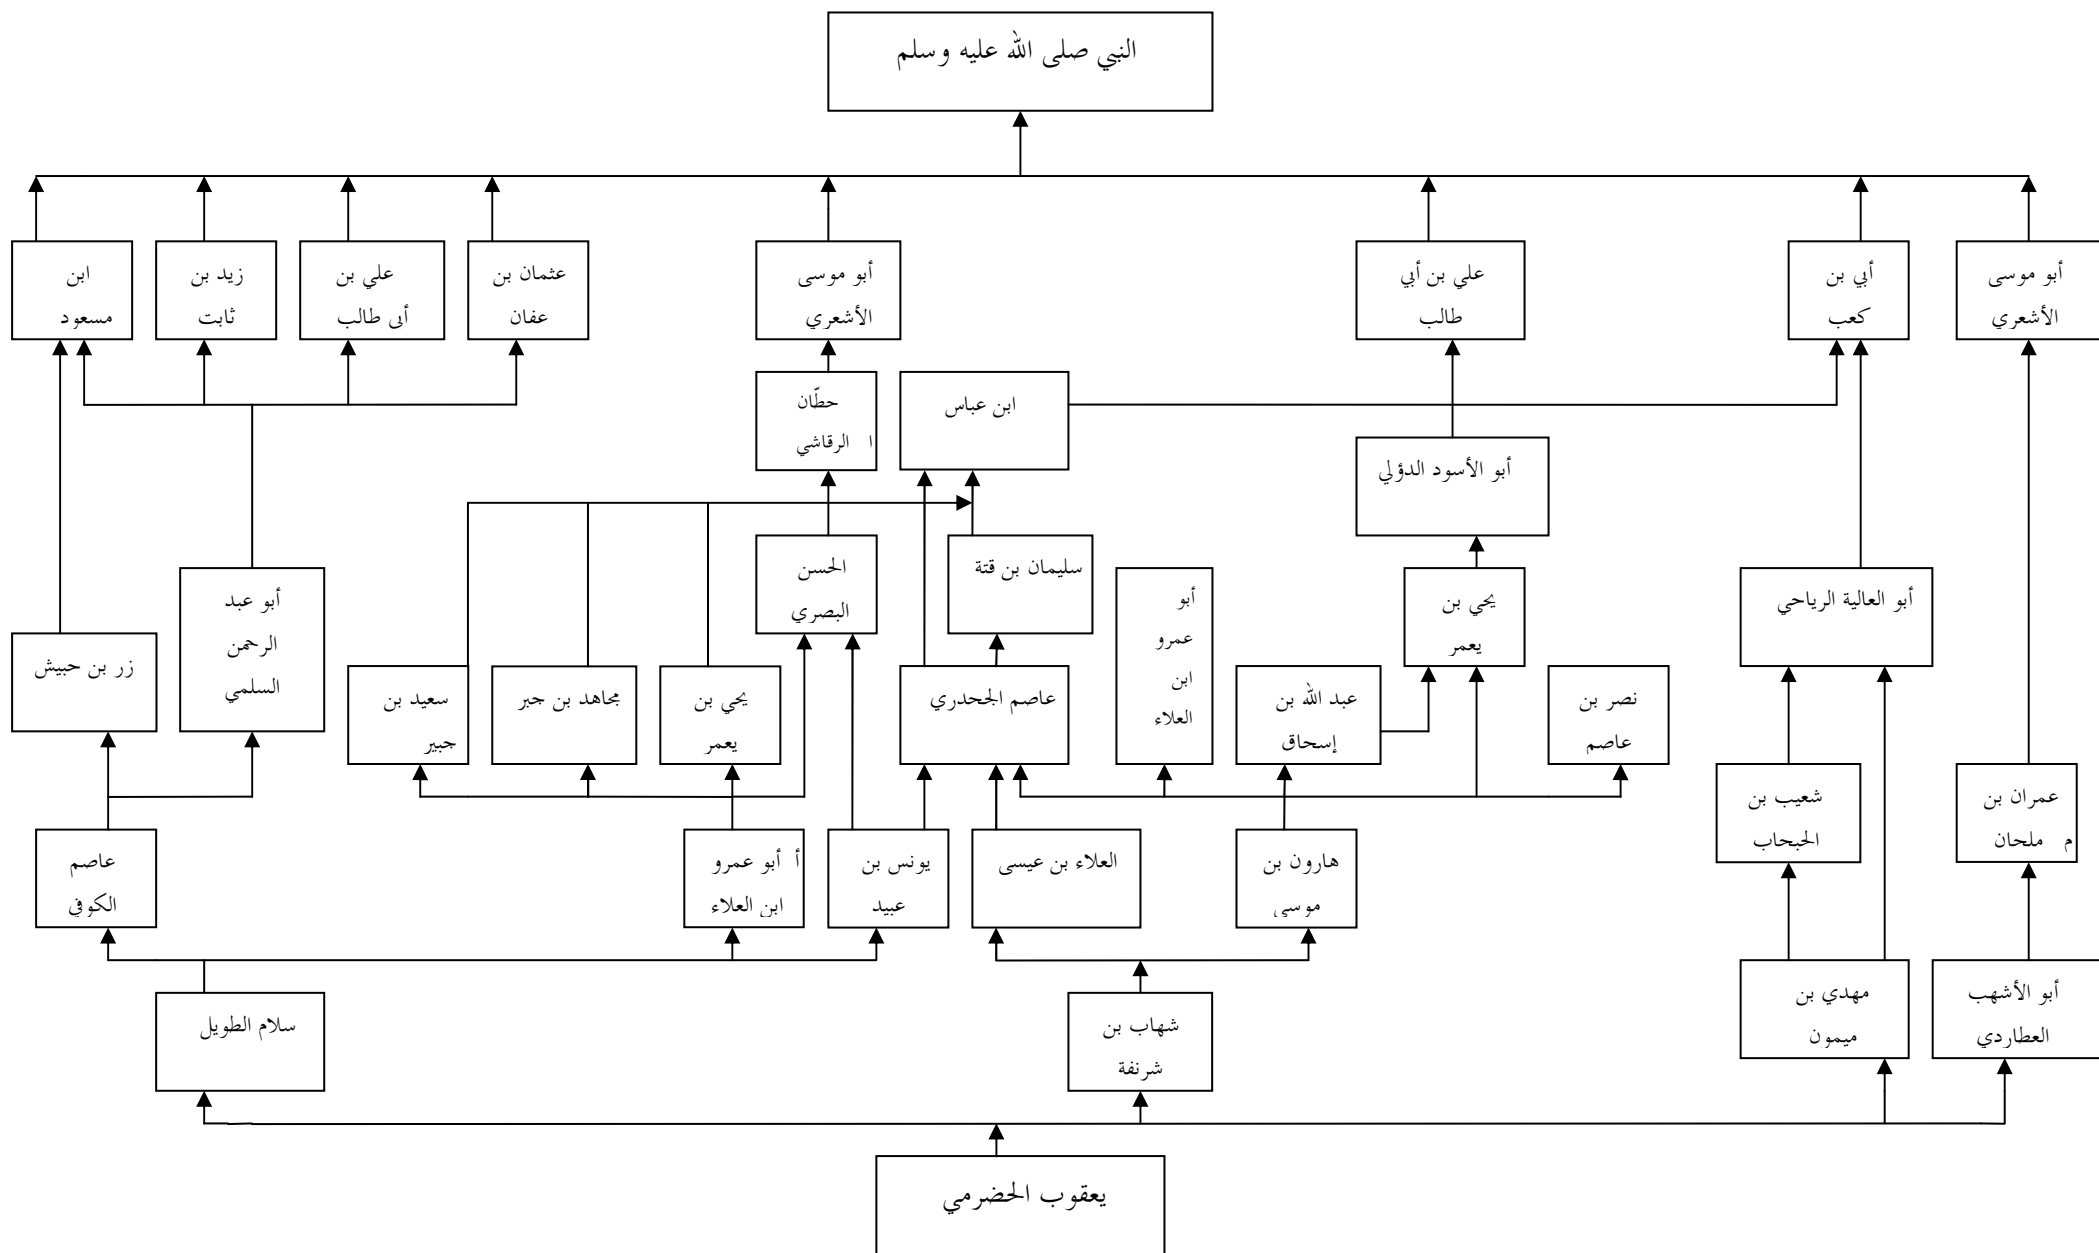 النبي صلى الله عليه وسلم
أبو موسى
الأشعري
أبي بن
كعب
علي بن أبي
طالب
أبو موسى
الأشعري
عثمان بن
عفان
علي بن
أبى طالب
زيد بن
ثابت
ابن
مسعود
ابن عباس
حطّان
الرقاشي
أبو الأسود الدؤلي
أبو العالية الرياحي
يحي بن
يعمر
أبو
عمرو
ابن
العلاء
سليمان بن قتة
الحسن
البصري
أبو عبد
الرحمن
السلمي
زر بن حبيش
نصر بن
عاصم
عبد الله بن
إسحاق
عاصم الجحدري
يحي بن
يعمر
مجاهد بن جبر
سعيد بن
جبير
عمران بن
م ملحان
شعيب بن
الحبحاب
هارون بن
موسى
العلاء بن عيسى
يونس بن
عبيد
أ أبو عمرو
ابن العلاء
عاصم
الكوفي
أبو الأشهب
العطاردي
مهدي بن
ميمون
شهاب بن
شرنفة
سلام الطويل
يعقوب الحضرمي